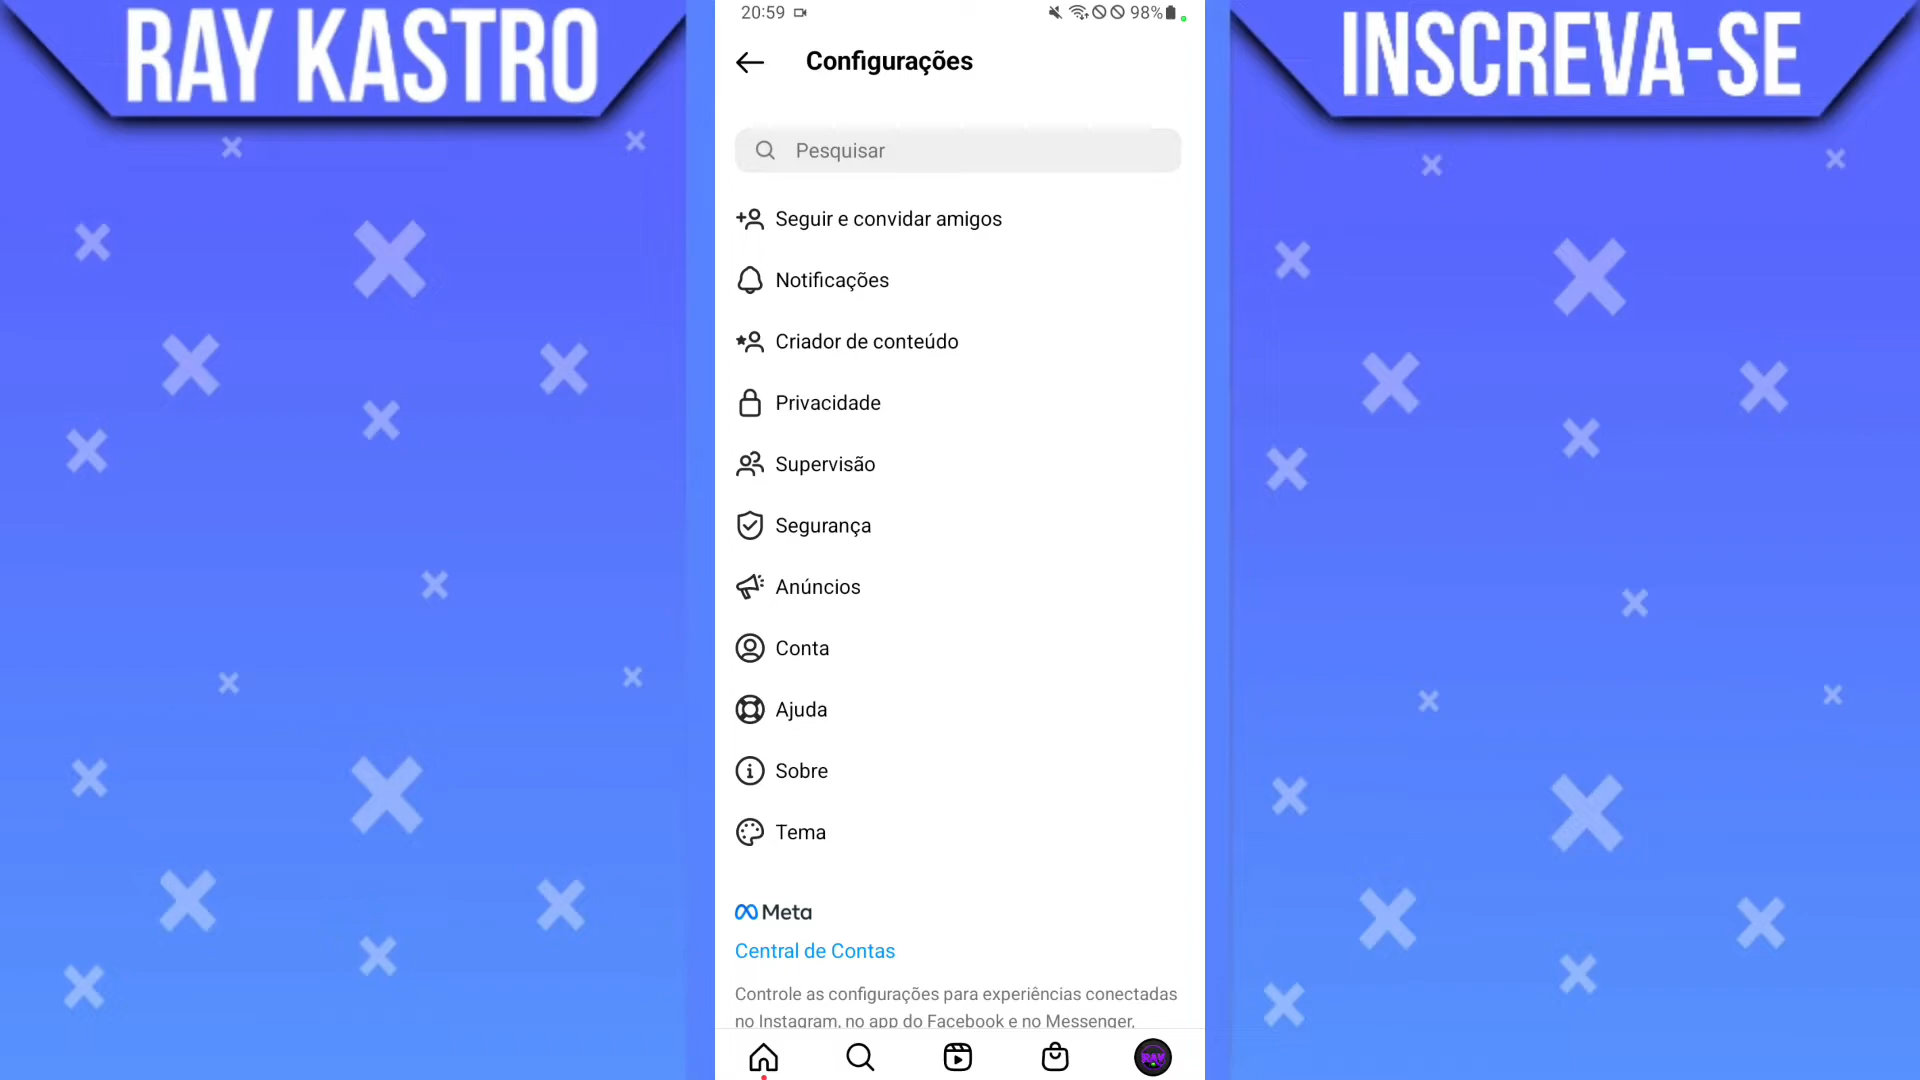 RAY KASTRO
INSCREVA-SE
20:59
98%
Configurações
Pesquisar
Seguir e convidar amigos
Notificações
Criador de conteúdo
Privacidade
Supervisão
Segurança
Anúncios
Conta
Ajuda
Sobre
Tema
Meta
Central de Contas
Controle as configurações para experiências conectadas
no Instagram, no app do Facebook e no Messenger,
RAY